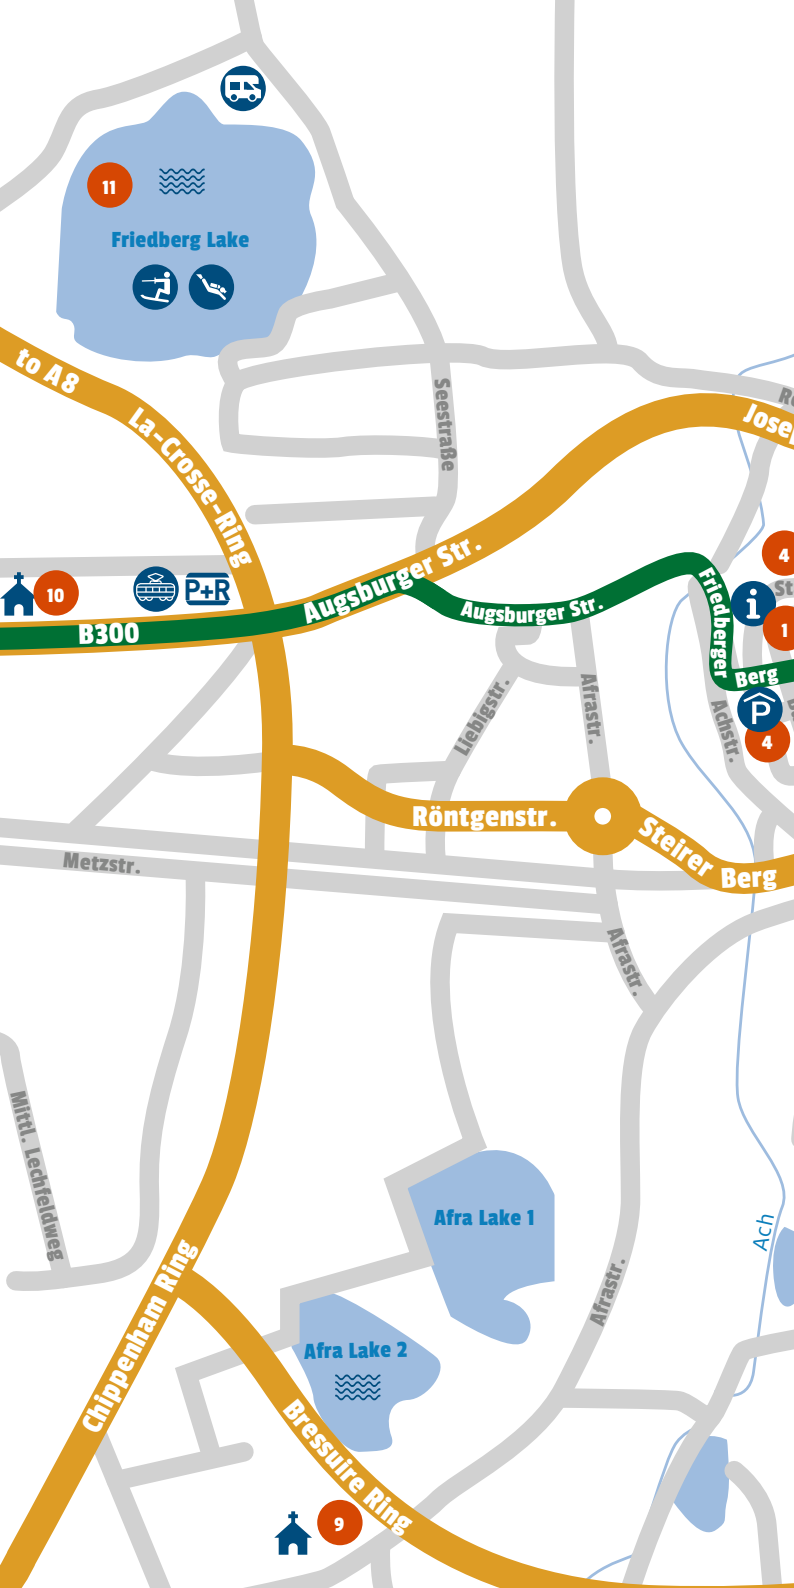 11
Friedberg Lake
to A8
La-Crosse-Ring
Seestraße
4
10
P+R
Augsburger Str.
B300
Augsburger Str.
Friedberger
Berg
i
1
P
4
Afrastr.
Liebigstr.
Achstr.
Röntgenstr.
Steirer Berg
Metzstr.
Afrastr.
Mittl. Lechfeldweg
Afra Lake 1
Ach
Chippenham Ring
Afrastr.
Afra Lake 2
Bressuire Ring
9